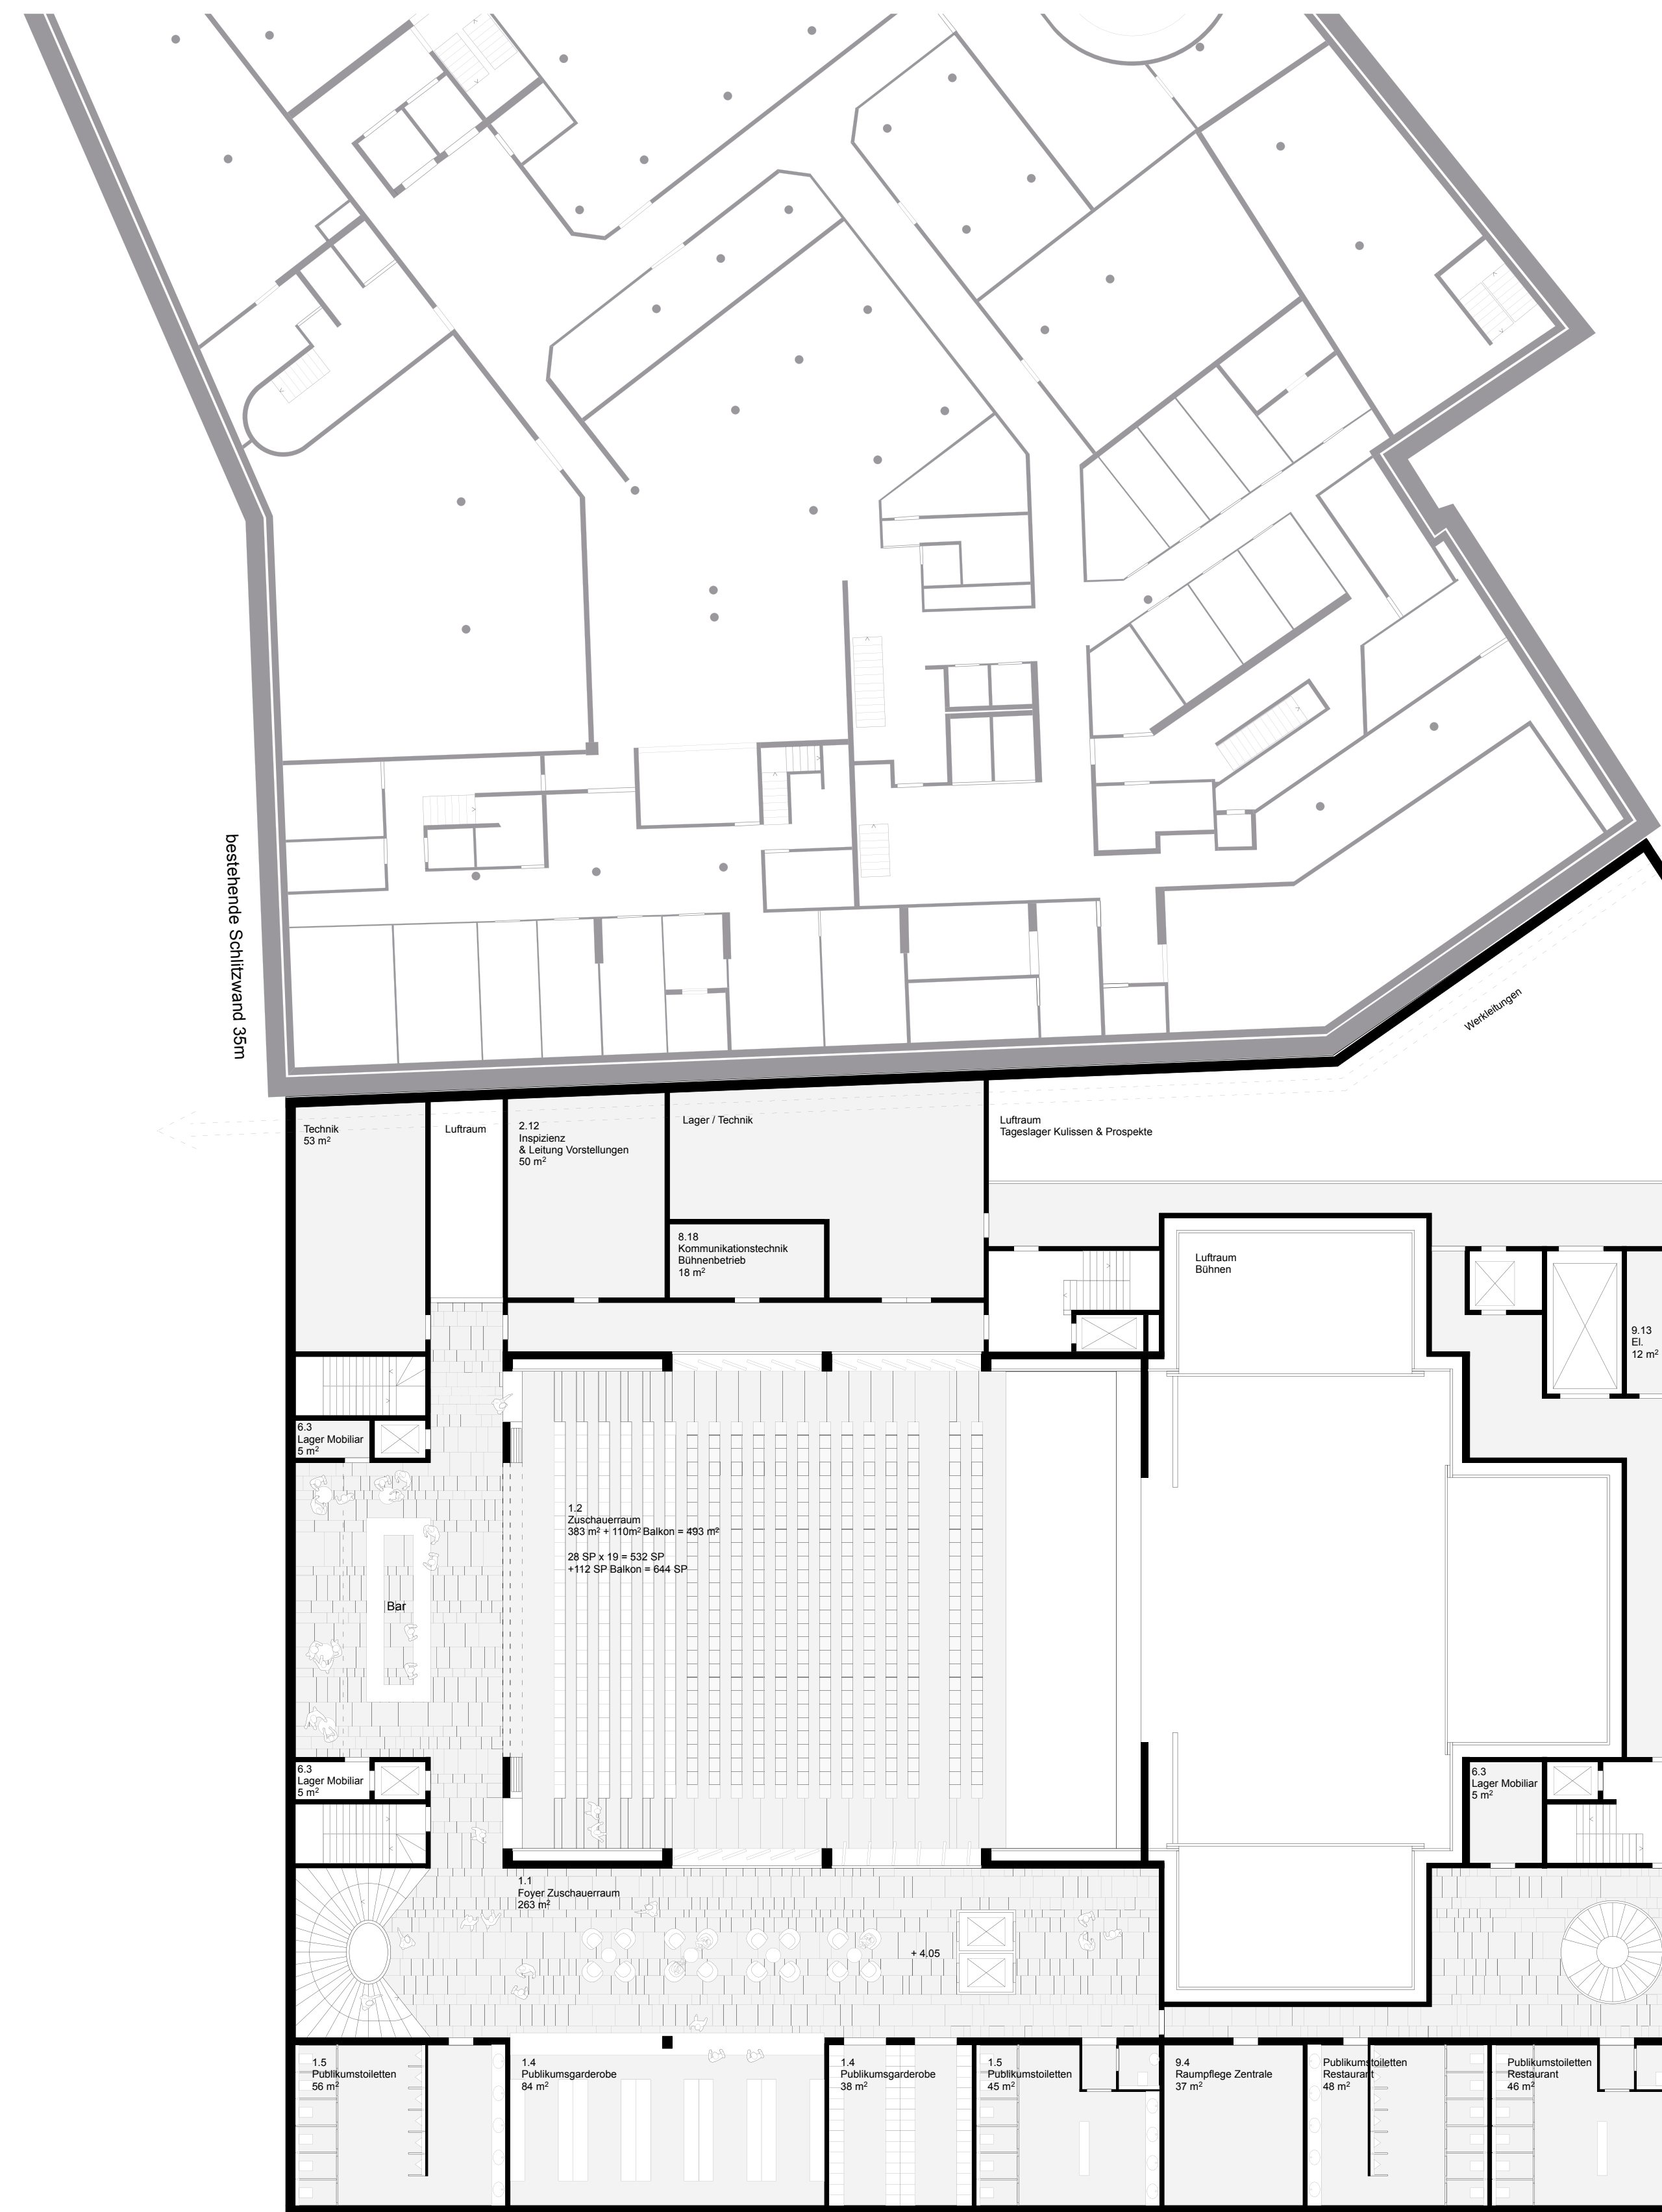 bestehende Schlitzwand 35m
Werkleitungen
Technik
53 m²
Luftraum
2.12
Inspizienz
& Leitung Vorstellungen
50 m²
Lager / Technik
Luftraum
Tageslager Kulissen & Prospekte
8.18
Kommunikationstechnik
Bühnenbetrieb
18 m²
Luftraum
Bühnen
9.13
El.
12 m²
6.3
Lager Mobiliar
5 m²
1.2
Zuschauerraum
383 m² + 110m² Balkon = 493 m²
28 SP x 19 = 532 SP
+112 SP Balkon = 644 SP
Bar
6.3
Lager Mobiliar
5 m²
6.3
Lager Mobiliar
5 m²
1.1
Foyer Zuschauerraum
263 m²
+ 4.05
1.5
Publikumstoiletten
56 m²
1.4
Publikumsgarderobe
84 m²
1.4
Publikumsgarderobe
38 m²
1.5
Publikumstoiletten
45 m²
9.4
Raumpflege Zentrale
37 m²
Publikumstoiletten
Restaurant
48 m²
Publikumstoiletten
Restaurant
46 m²